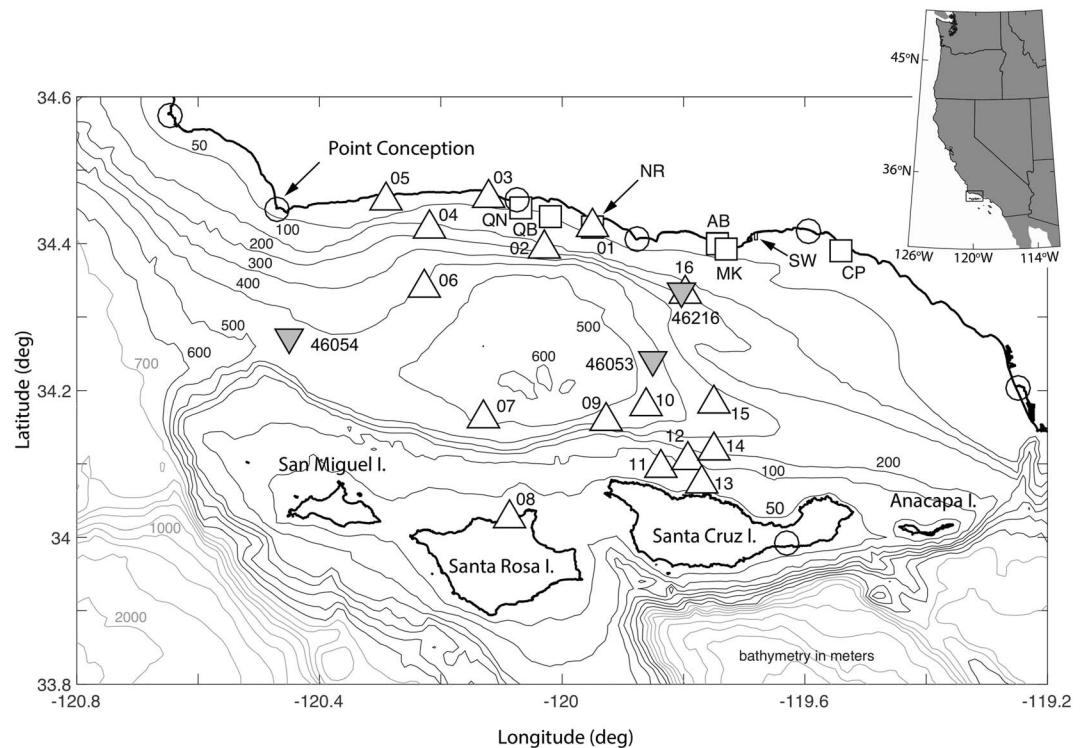 45°N
36°N
126°W
120°W
114°W
34.6
50
Point Conception
05
03
NR
100
04
QN
QB
200
02
01
AB
SW
34.4
300
MK
CP
16
400
06
46216
500
46054
500
46053
600
700
600
34.2
07
09
10
15
12
14
San Miguel I.
11
100
200
13
08
50
Anacapa I.
1000
34
Santa Rosa I.
Santa Cruz I.
2000
bathymetry in meters
33.8
-120.8
-120.4
-120
-119.6
-119.2
Latitude (deg)
Longitude (deg)